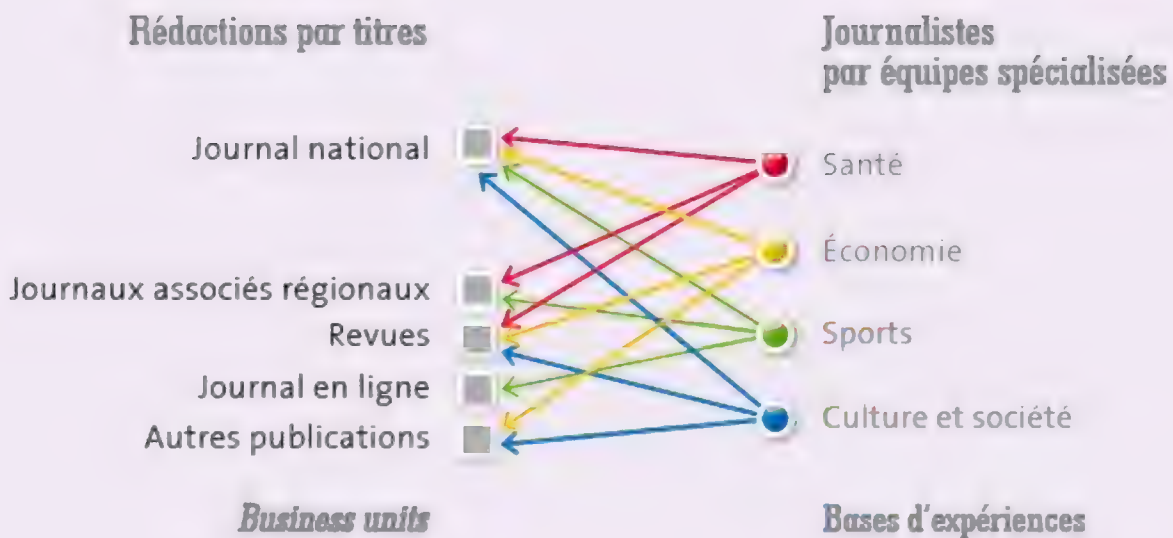 Rédactions par titres
Journalistes
par équipes spécialisées
Journal national
Santé
Économie
Journaux associés régionaux
Revues
Sports
Journal en ligne
Autres publications
Culture et société
Business units
Bases d'expériences